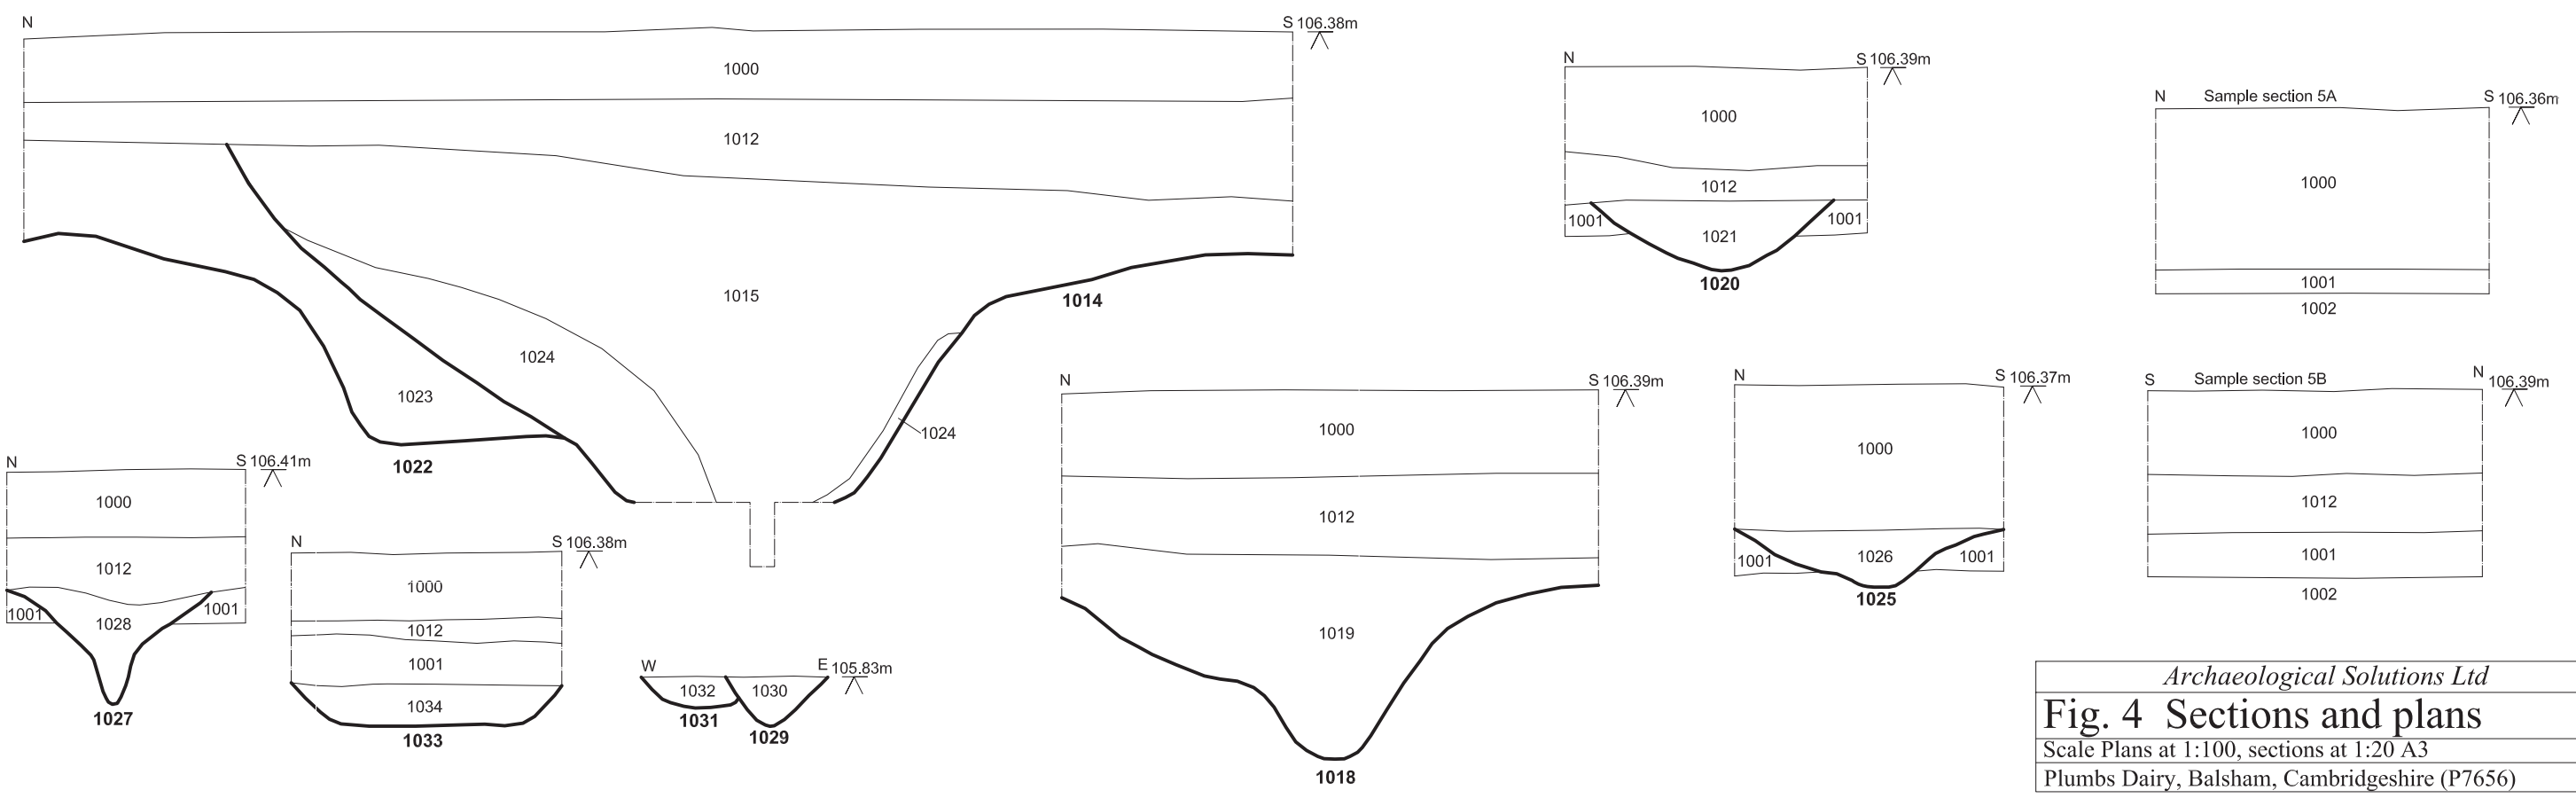 N
S 106.38m
1000
1012
1015
1014
1024
1023
1024
1022
N
S 106.39m
1000
1012
1001
1001
1021
1020
N
Sample section 5A
S 106.36m
1000
1001
1002
N
S 106.41m
1000
1012
1001
1001
1028
1027
N
S 106.38m
1000
1012
1001
1034
1033
W
E 105.83m
1032
1030
1031
1029
N
S 106.39m
1000
1012
1019
1018
N
S 106.37m
1000
1001
1026
1001
1025
S
Sample section 5B
N 106.39m
1000
1012
1001
1002
Archaeological Solutions Ltd
Fig. 4 Sections and plans
Scale Plans at 1:100, sections at 1:20 A3
Plumbs Dairy, Balsham, Cambridgeshire (P7656)